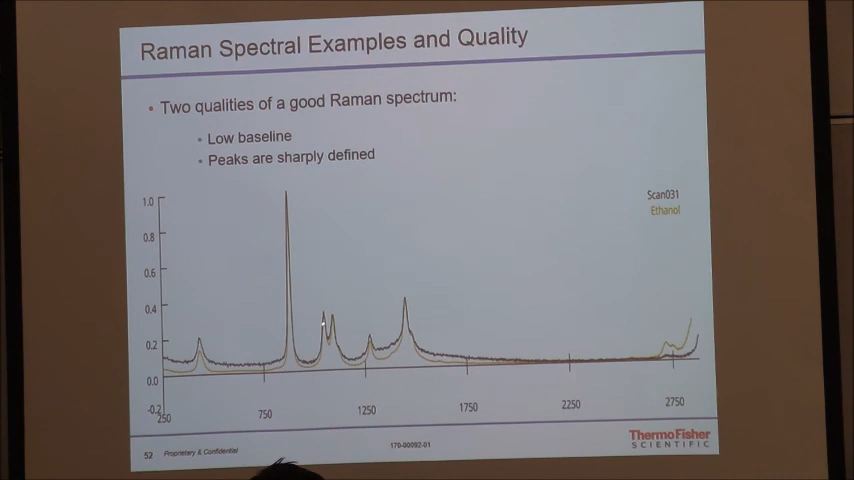 Raman Spectral Examples and Quality
• Two qualities of a good Raman spectrum:
• Low baseline
• Peaks are sharply defined
Scan031
Ethanol
1.0
0.8
0.6
0.4
0.2
0.0
-0.2
250 750 1250 1750 2250 2750
52 Proprietary & Confidential 170-00092-01
ThermoFisher
SCIENTIFIC